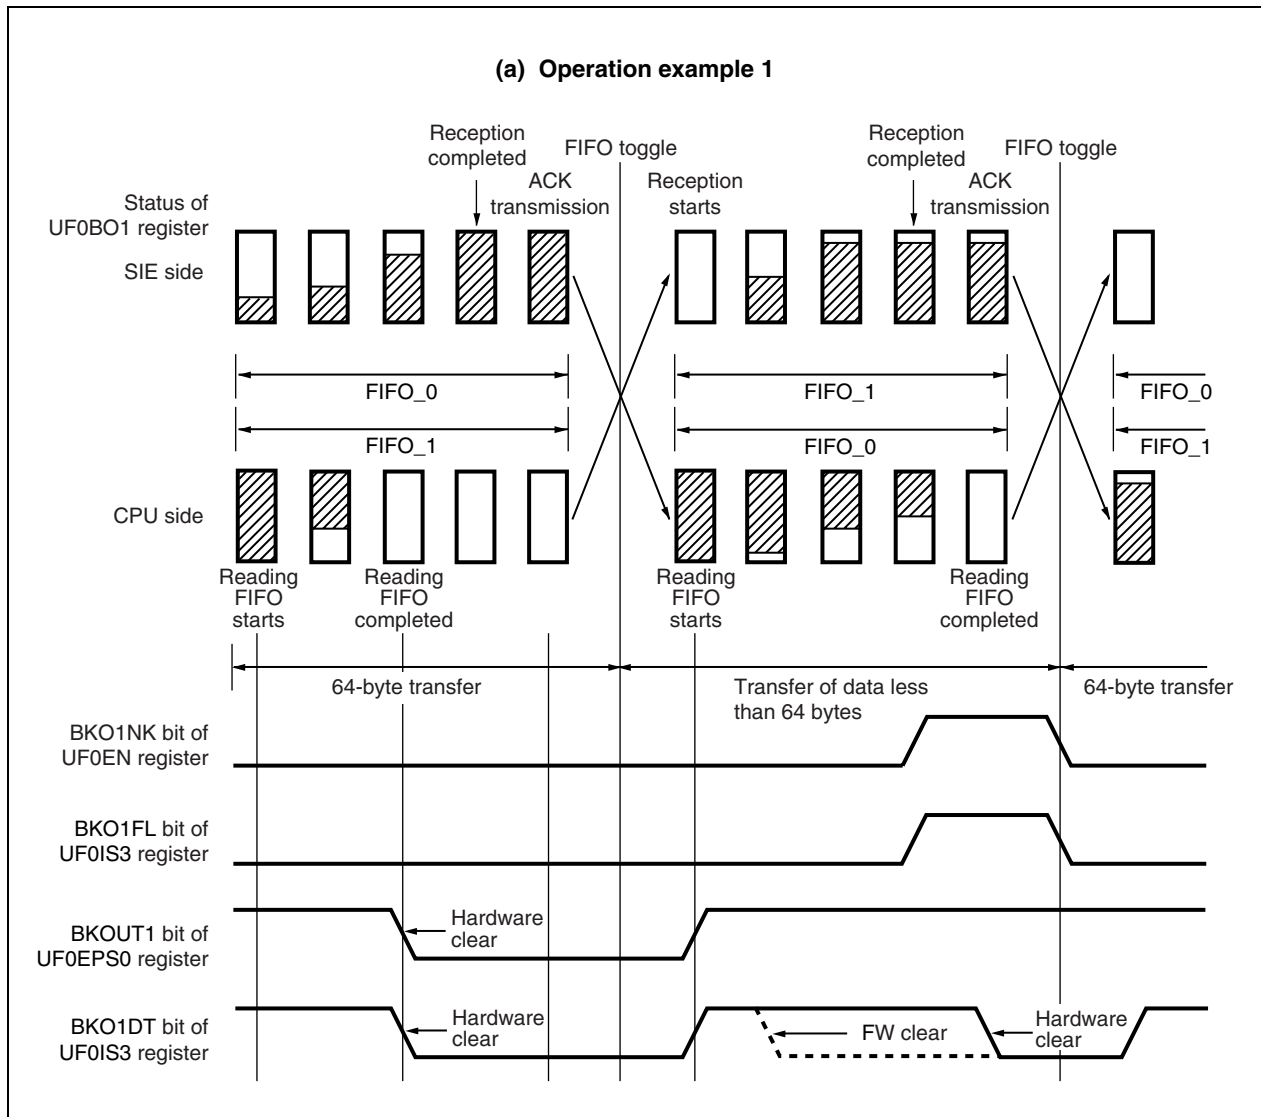 (a) Operation example 1
Reception
completed
FIFO toggle
Reception
completed
FIFO toggle
ACK
transmission
Reception
starts
ACK
transmission
Status of
UF0BO1 register
SIE side
FIFO_0
FIFO_1
FIFO_0
FIFO_1
FIFO_0
FIFO_1
CPU side
Reading
FIFO
starts
Reading
FIFO
completed
Reading
FIFO
starts
Reading
FIFO
completed
64-byte transfer
Transfer of data less
than 64 bytes
64-byte transfer
BKO1NK bit of
UF0EN register
BKO1FL bit of
UF0IS3 register
BKOUT1 bit of
UF0EPS0 register
Hardware
clear
BKO1DT bit of
UF0IS3 register
Hardware
clear
FW clear
Hardware
clear